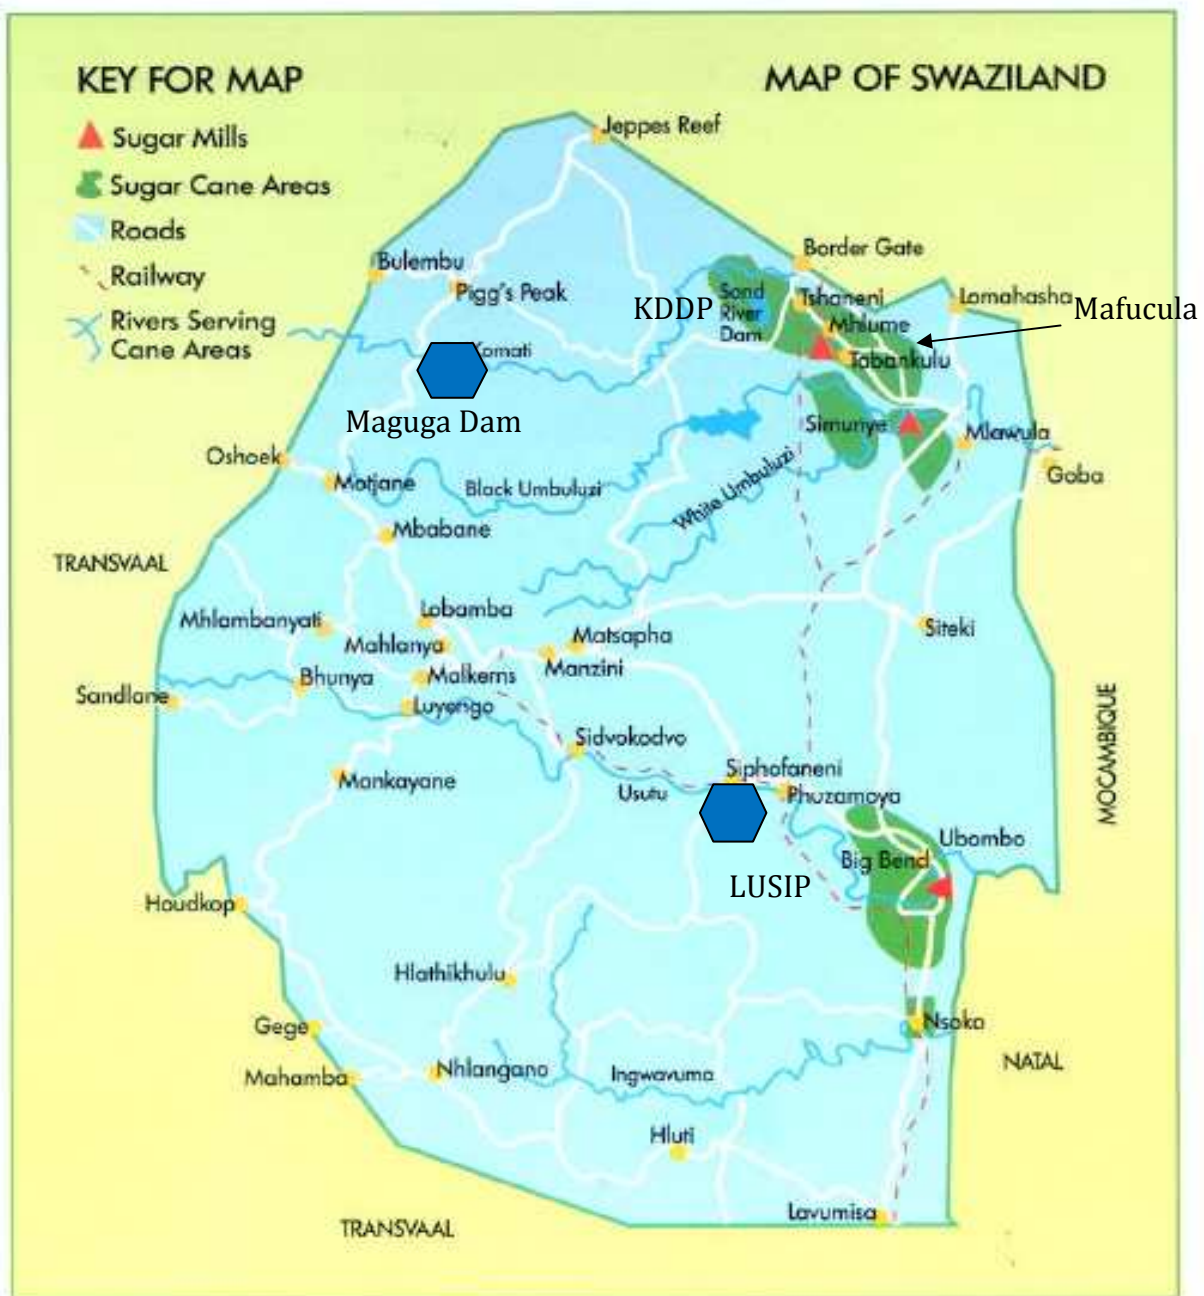 KEY FOR MAP
MAP OF SWAZILAND
Sugar Mills
Sugar Cane Areas
Roads
Railway
Rivers Serving
Cane Areas
Jeppes Reef
Border Gate
Bulembu
Pigg's Peak
KDDP
Sand
River
Dam
Tshaneni
Lomahasha
Mafucula
Mhlume
Tabankulu
Komati
Maguga Dam
Simunye
Mlawula
Oshoek
Motjane
Black Umbuluzi
White Umbuluzi
Goba
Mbabane
TRANSVAAL
Mhlambanyati
Lobamba
Mahlanya
Matsapha
Manzini
Siteki
Sandlane
Bhunya
Malkerns
Luyengo
MOCAMBIQUE
Sidvokodvo
Mankayane
Siphofaneni
Usutu
Phuzamoya
Ubombo
Big Bend
LUSIP
Houdkop
Hlathikhulu
Gege
Nsoko
Mahamba
Nhlangano
Ingwavuma
NATAL
Hluti
Lavumisa
TRANSVAAL